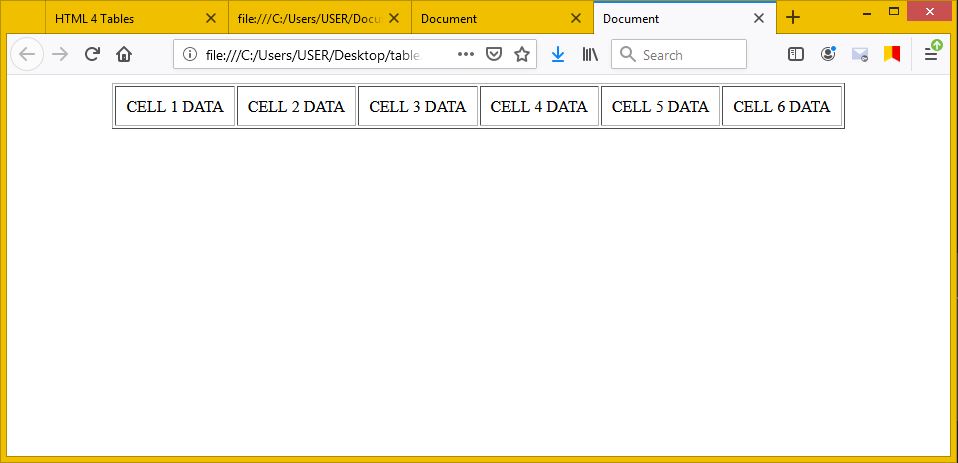 HTML 4 Tables
file:///C:/Users/USER/Docu
Document
Document
file:///C:/Users/USER/Desktop/table
Search
CELL 1 DATA CELL 2 DATA CELL 3 DATA CELL 4 DATA CELL 5 DATA CELL 6 DATA